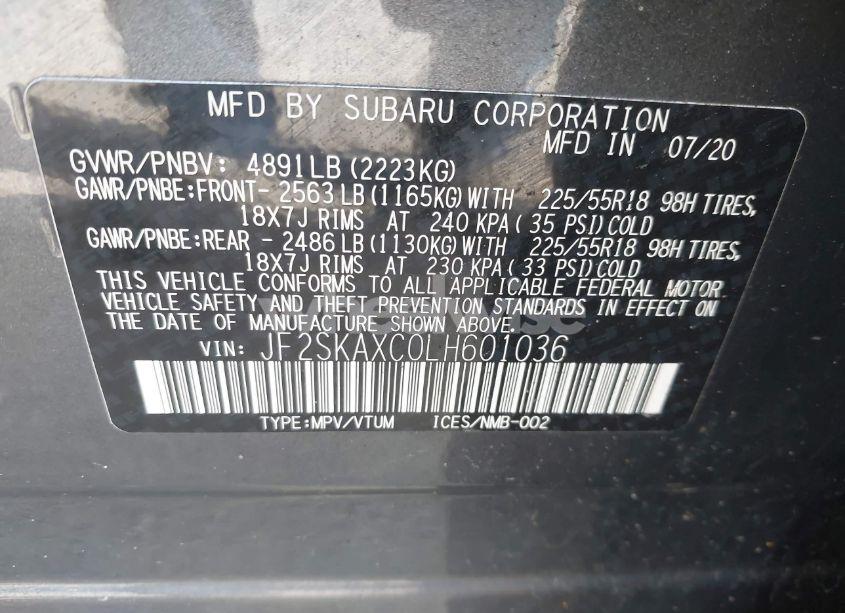 MFD BY SUBARU CORPORATION
MFD IN 07/20
GVWR/PNBV: 4891LB (2223KG)
GAWR/PNBE:FRONT- 2563 LB (1165KG) WITH 225/55R18 98H TIRES,
18X7J RIMS AT 240 KPA ( 35 PSI) COLD
GAWR/PNBE:REAR - 2486 LB (1130KG) WITH 225/55R18 98H TIRES,
18X7J RIMS AT 230 KPA ( 33 PSI) COLD
THIS VEHICLE CONFORMS TO ALL APPLICABLE FEDERAL MOTOR
VEHICLE SAFETY AND THEFT PREVENTION STANDARDS IN EFFECT ON
THE DATE OF MANUFACTURE SHOWN ABOVE.
VIN: JF2SKAXC0LH601036
TYPE:MPV/VTUM ICES/NMB-002